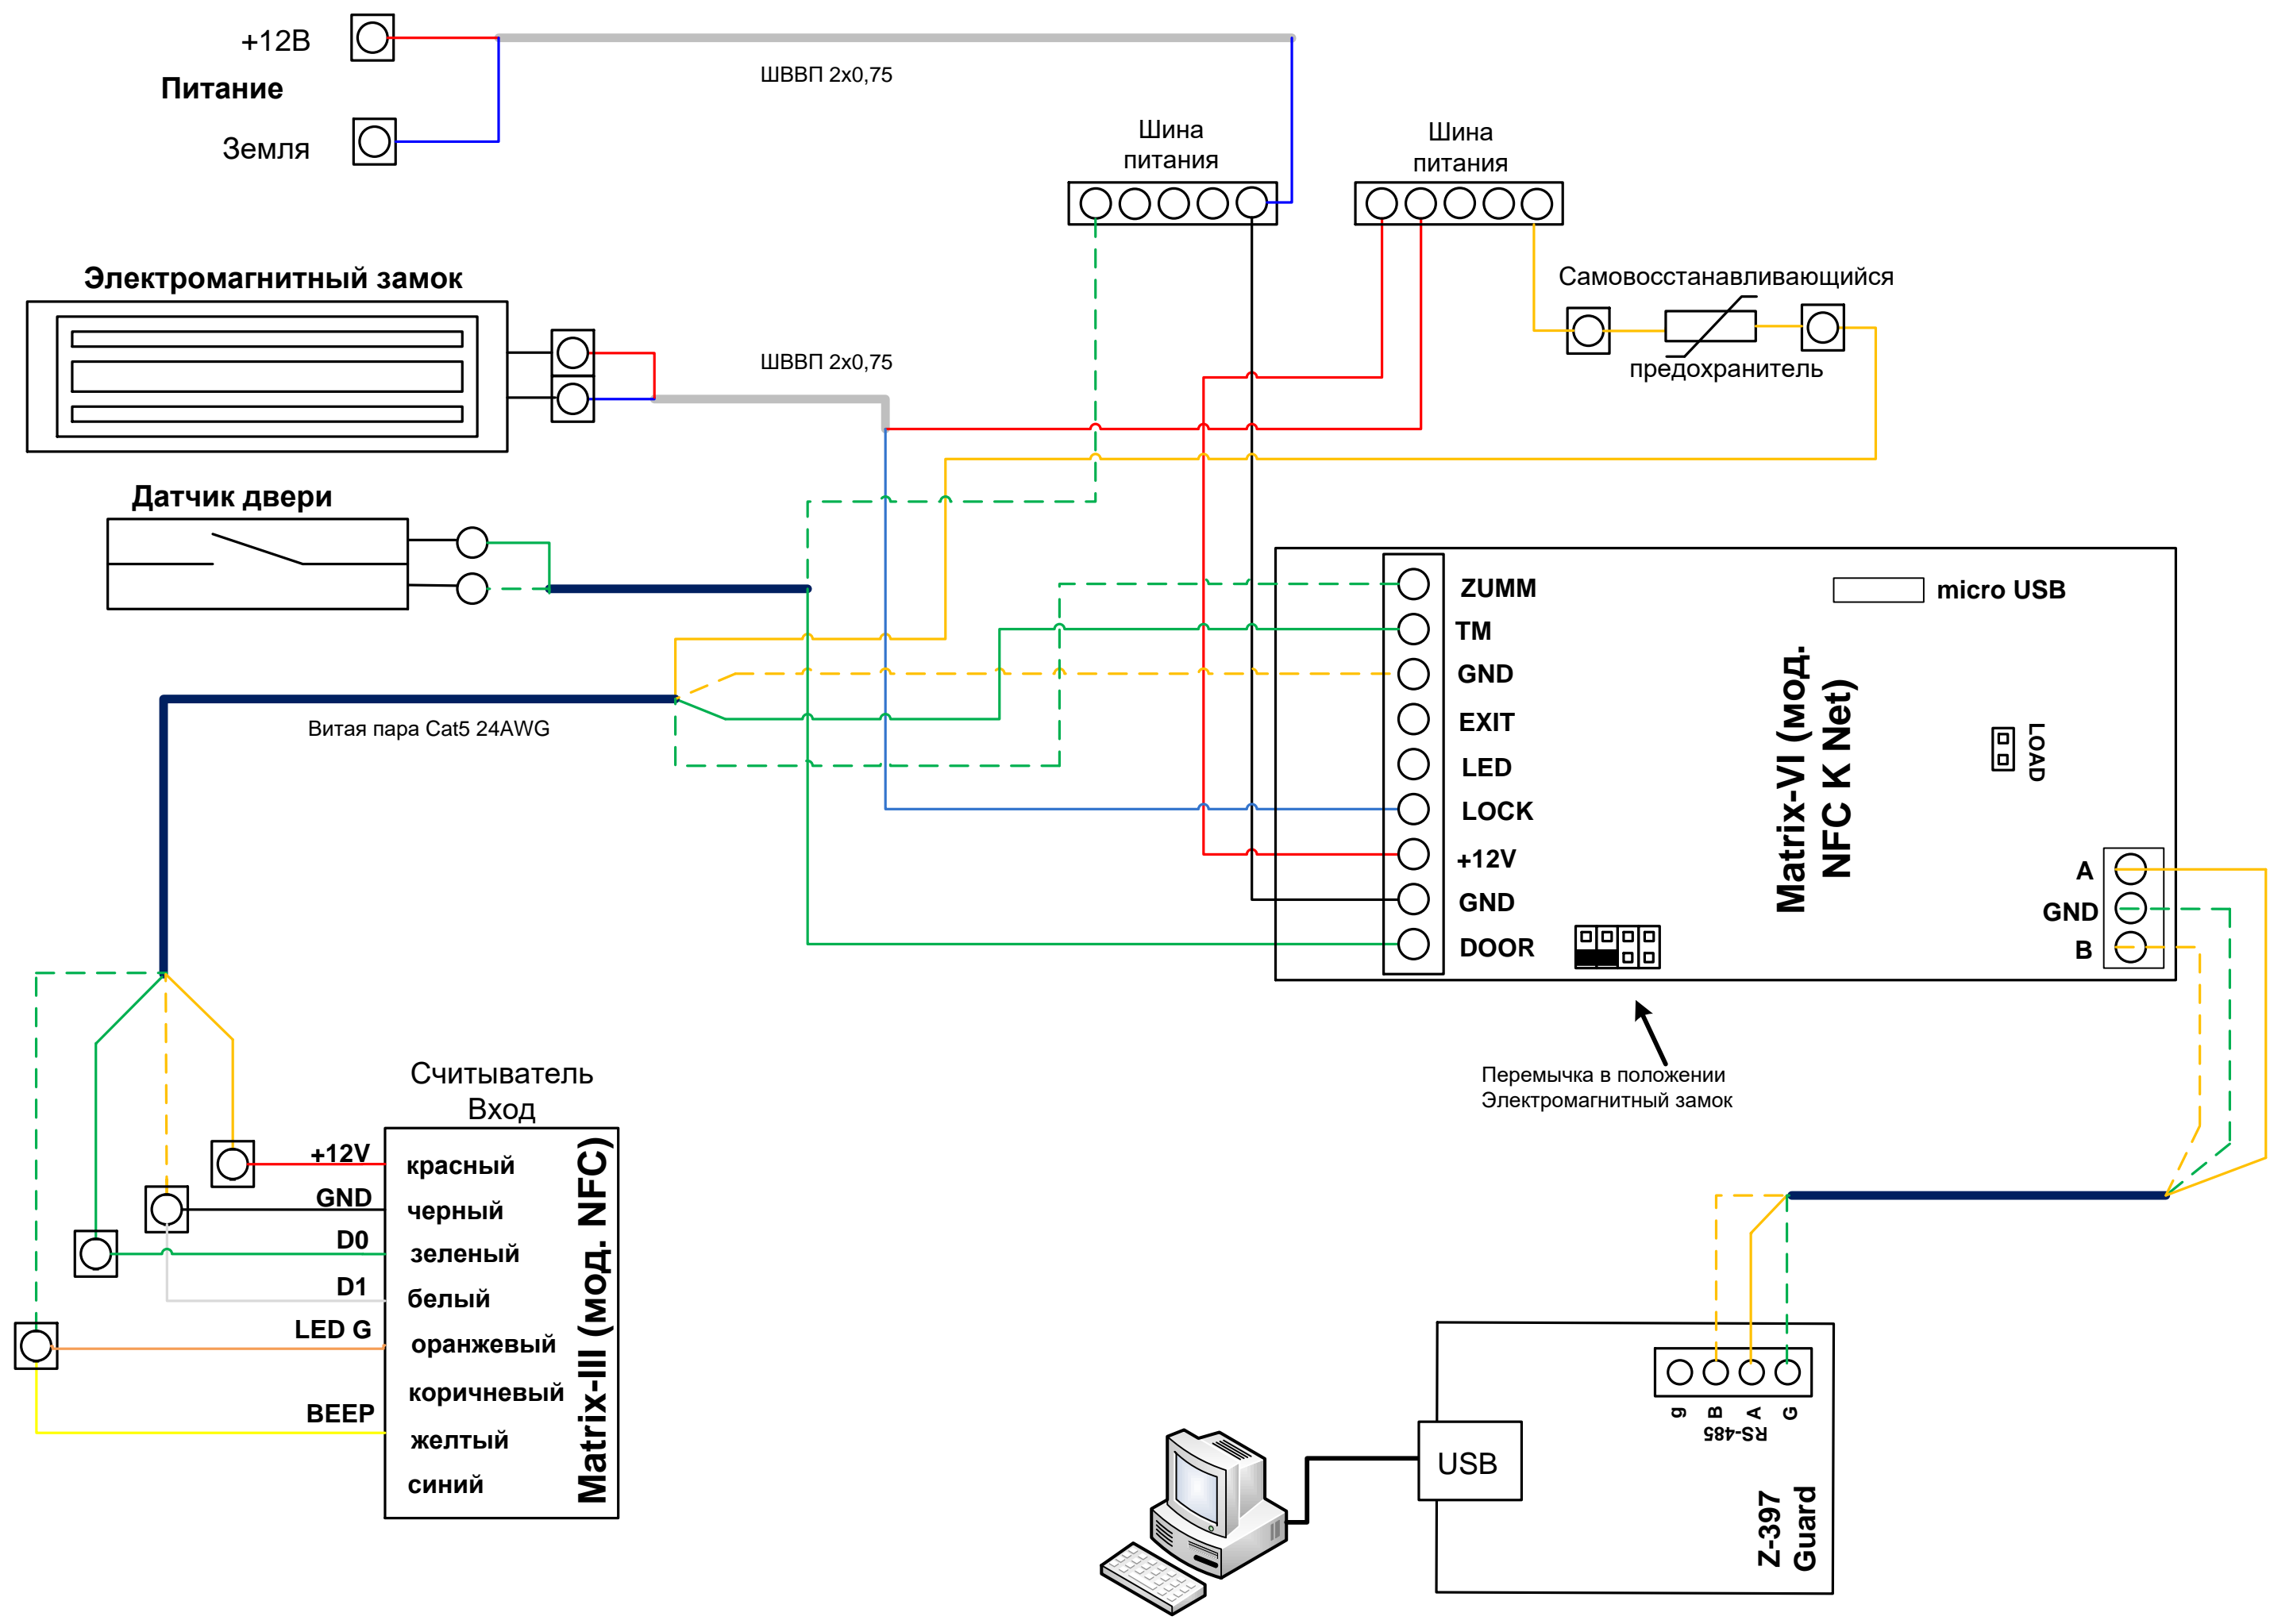 +12В
Питание
Земля
ШВВП 2х0,75
Шина
питания
Шина
питания
Электромагнитный замок
ШВВП 2х0,75
Самовосстанавливающийся
предохранитель
Датчик двери
Витая пара Cat5 24AWG
ZUMM
TM
GND
EXIT
LED
LOCK
+12V
GND
DOOR
micro USB
Matrix-VI (мод.
NFC K Net)
LOAD
A
GND
B
Перемычка в положении
Электромагнитный замок
Считыватель
Вход
+12V
красный
GND
черный
D0
зеленый
D1
белый
LED G
оранжевый
коричневый
BEEP
желтый
синий
Matrix-III (мод. NFC)
g
B
A
G
RS-485
USB
Z-397
Guard